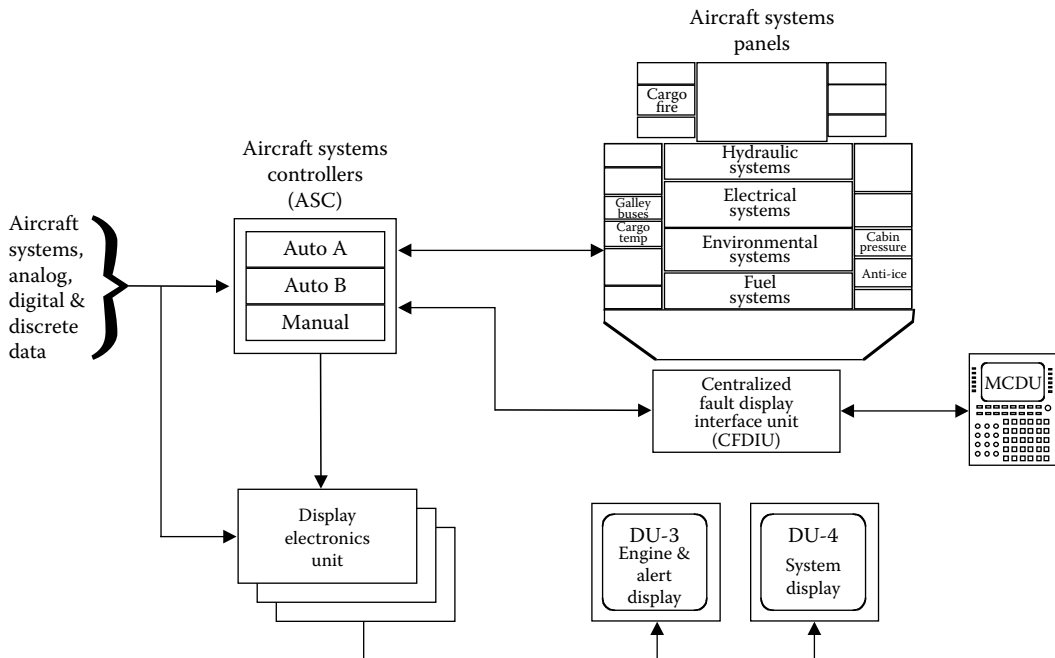 Aircraft systems
panels
Cargo
fire
Hydraulic
systems
Galley
buses
Electrical
systems
Cargo
temp
Environmental
systems
Cabin
pressure
Anti-ice
Fuel
systems
Aircraft systems
controllers
(ASC)
Auto A
Auto B
Manual
Aircraft
systems,
analog,
digital &
discrete
data
Centralized
fault display
interface unit
(CFDIU)
MCDU
Display
electronics
unit
DU-3
Engine &
alert
display
DU-4
System
display